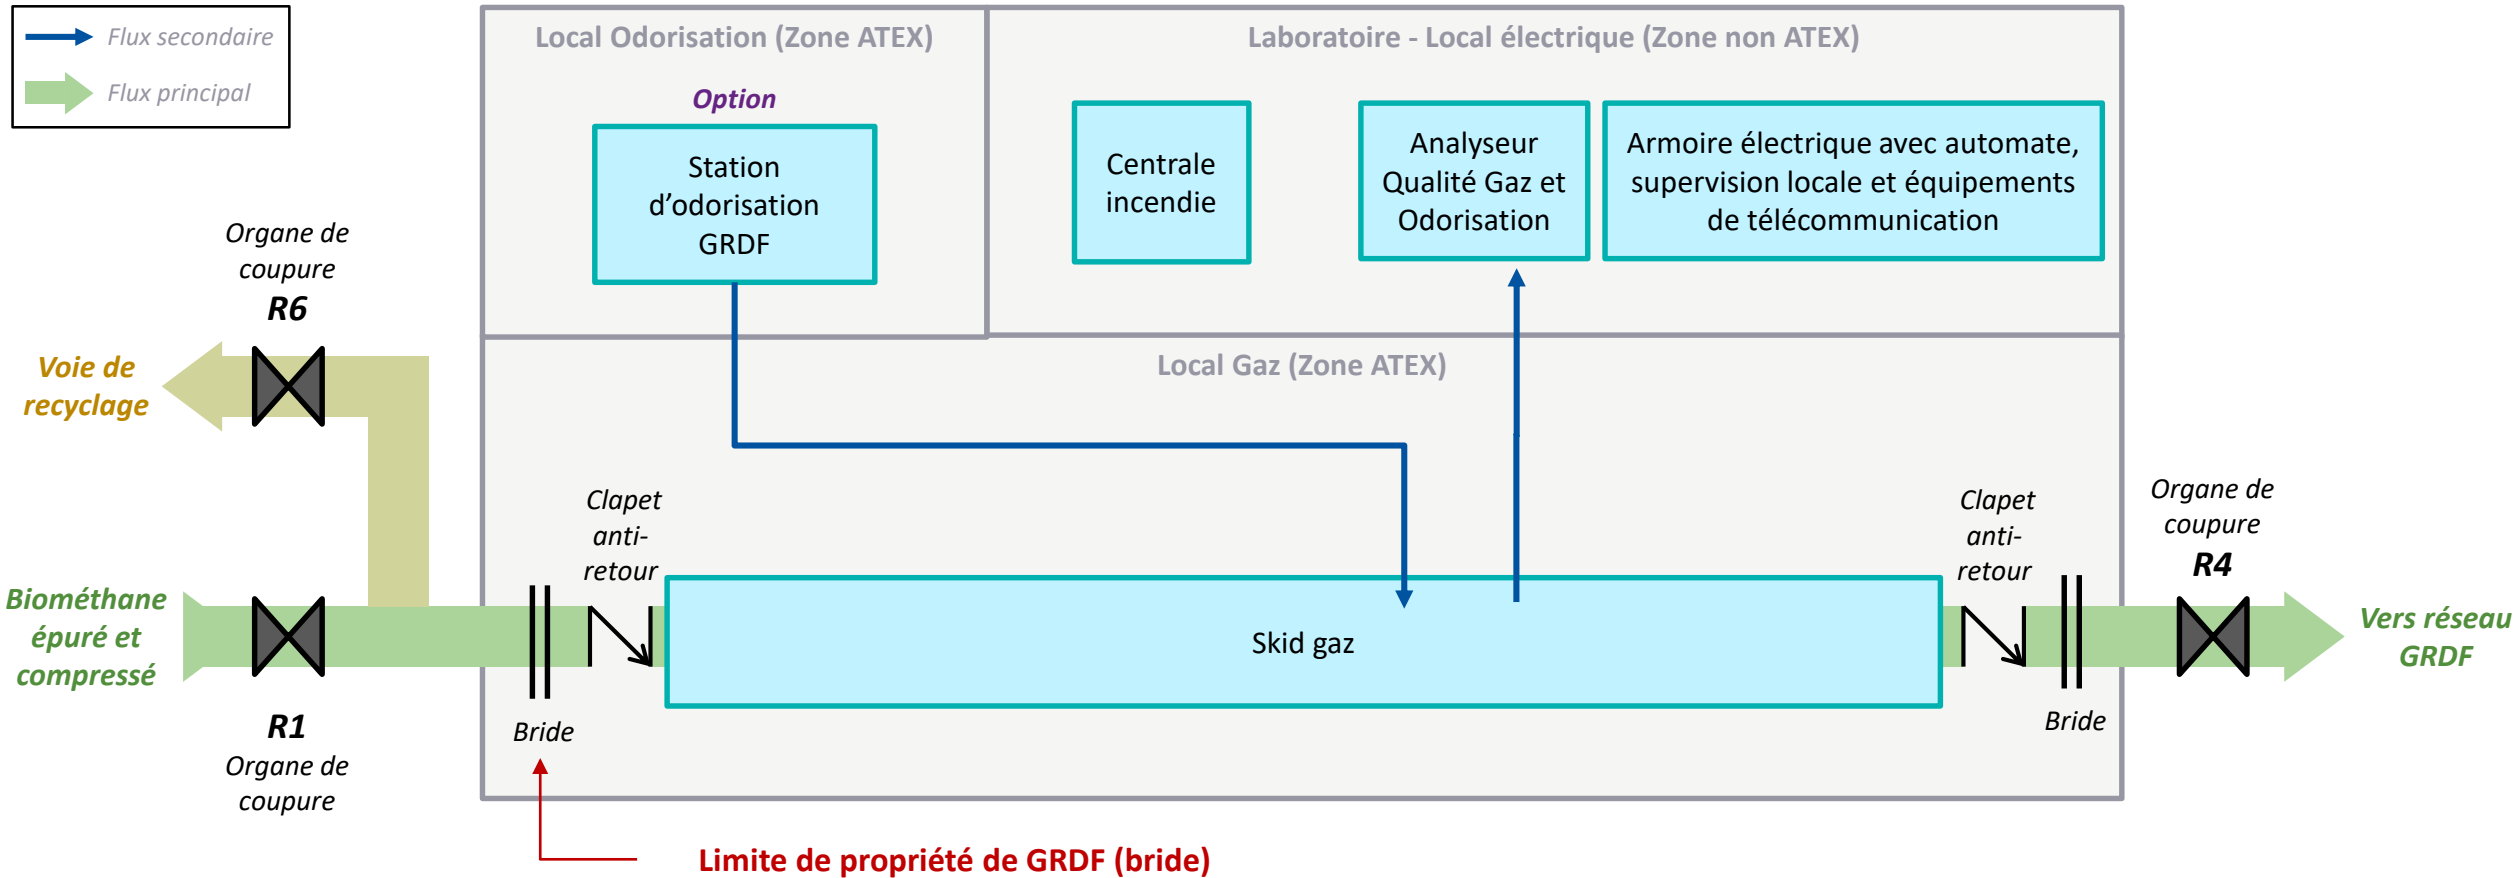 Flux secondaire
Flux principal
Local Odorisation (Zone ATEX)
Laboratoire - Local électrique (Zone non ATEX)
Option
Station
d’odorisation
GRDF
Centrale
incendie
Analyseur
Qualité Gaz et
Odorisation
Armoire électrique avec automate,
supervision locale et équipements
de télécommunication
Organe de
coupure
R6
Voie de
recyclage
Local Gaz (Zone ATEX)
Clapet
anti-
retour
Clapet
anti-
retour
Organe de
coupure
R4
Biométhane
épuré et
compressé
Skid gaz
Vers réseau
GRDF
R1
Organe de
coupure
Bride
Bride
Limite de propriété de GRDF (bride)